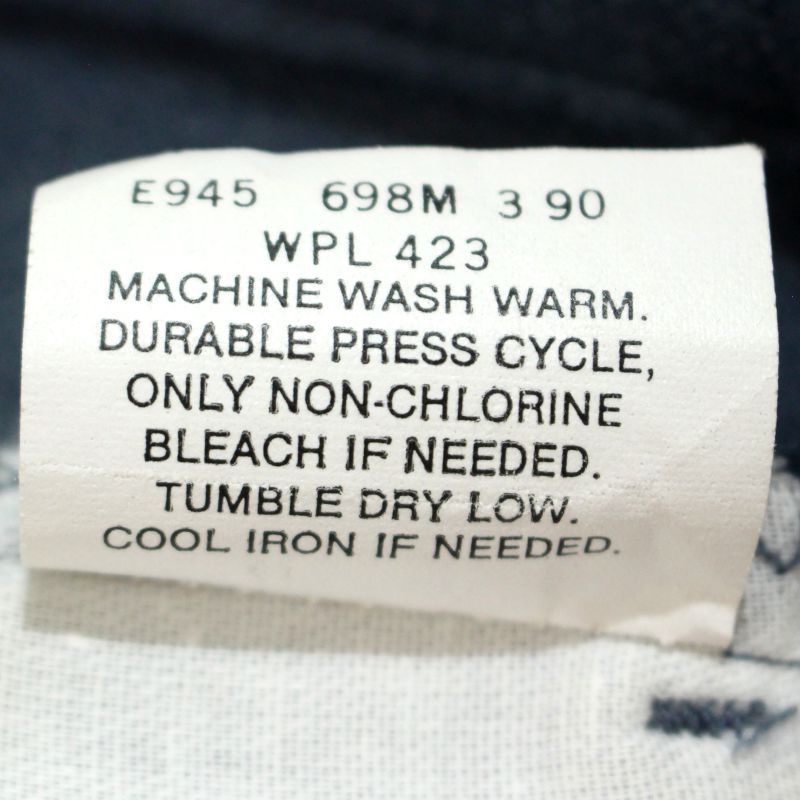 E945 698M 3 90
WPL 423
MACHINE WASH WARM.
DURABLE PRESS CYCLE,
ONLY NON-CHLORINE
BLEACH IF NEEDED.
TUMBLE DRY LOW.
COOL IRON IF NEEDED.